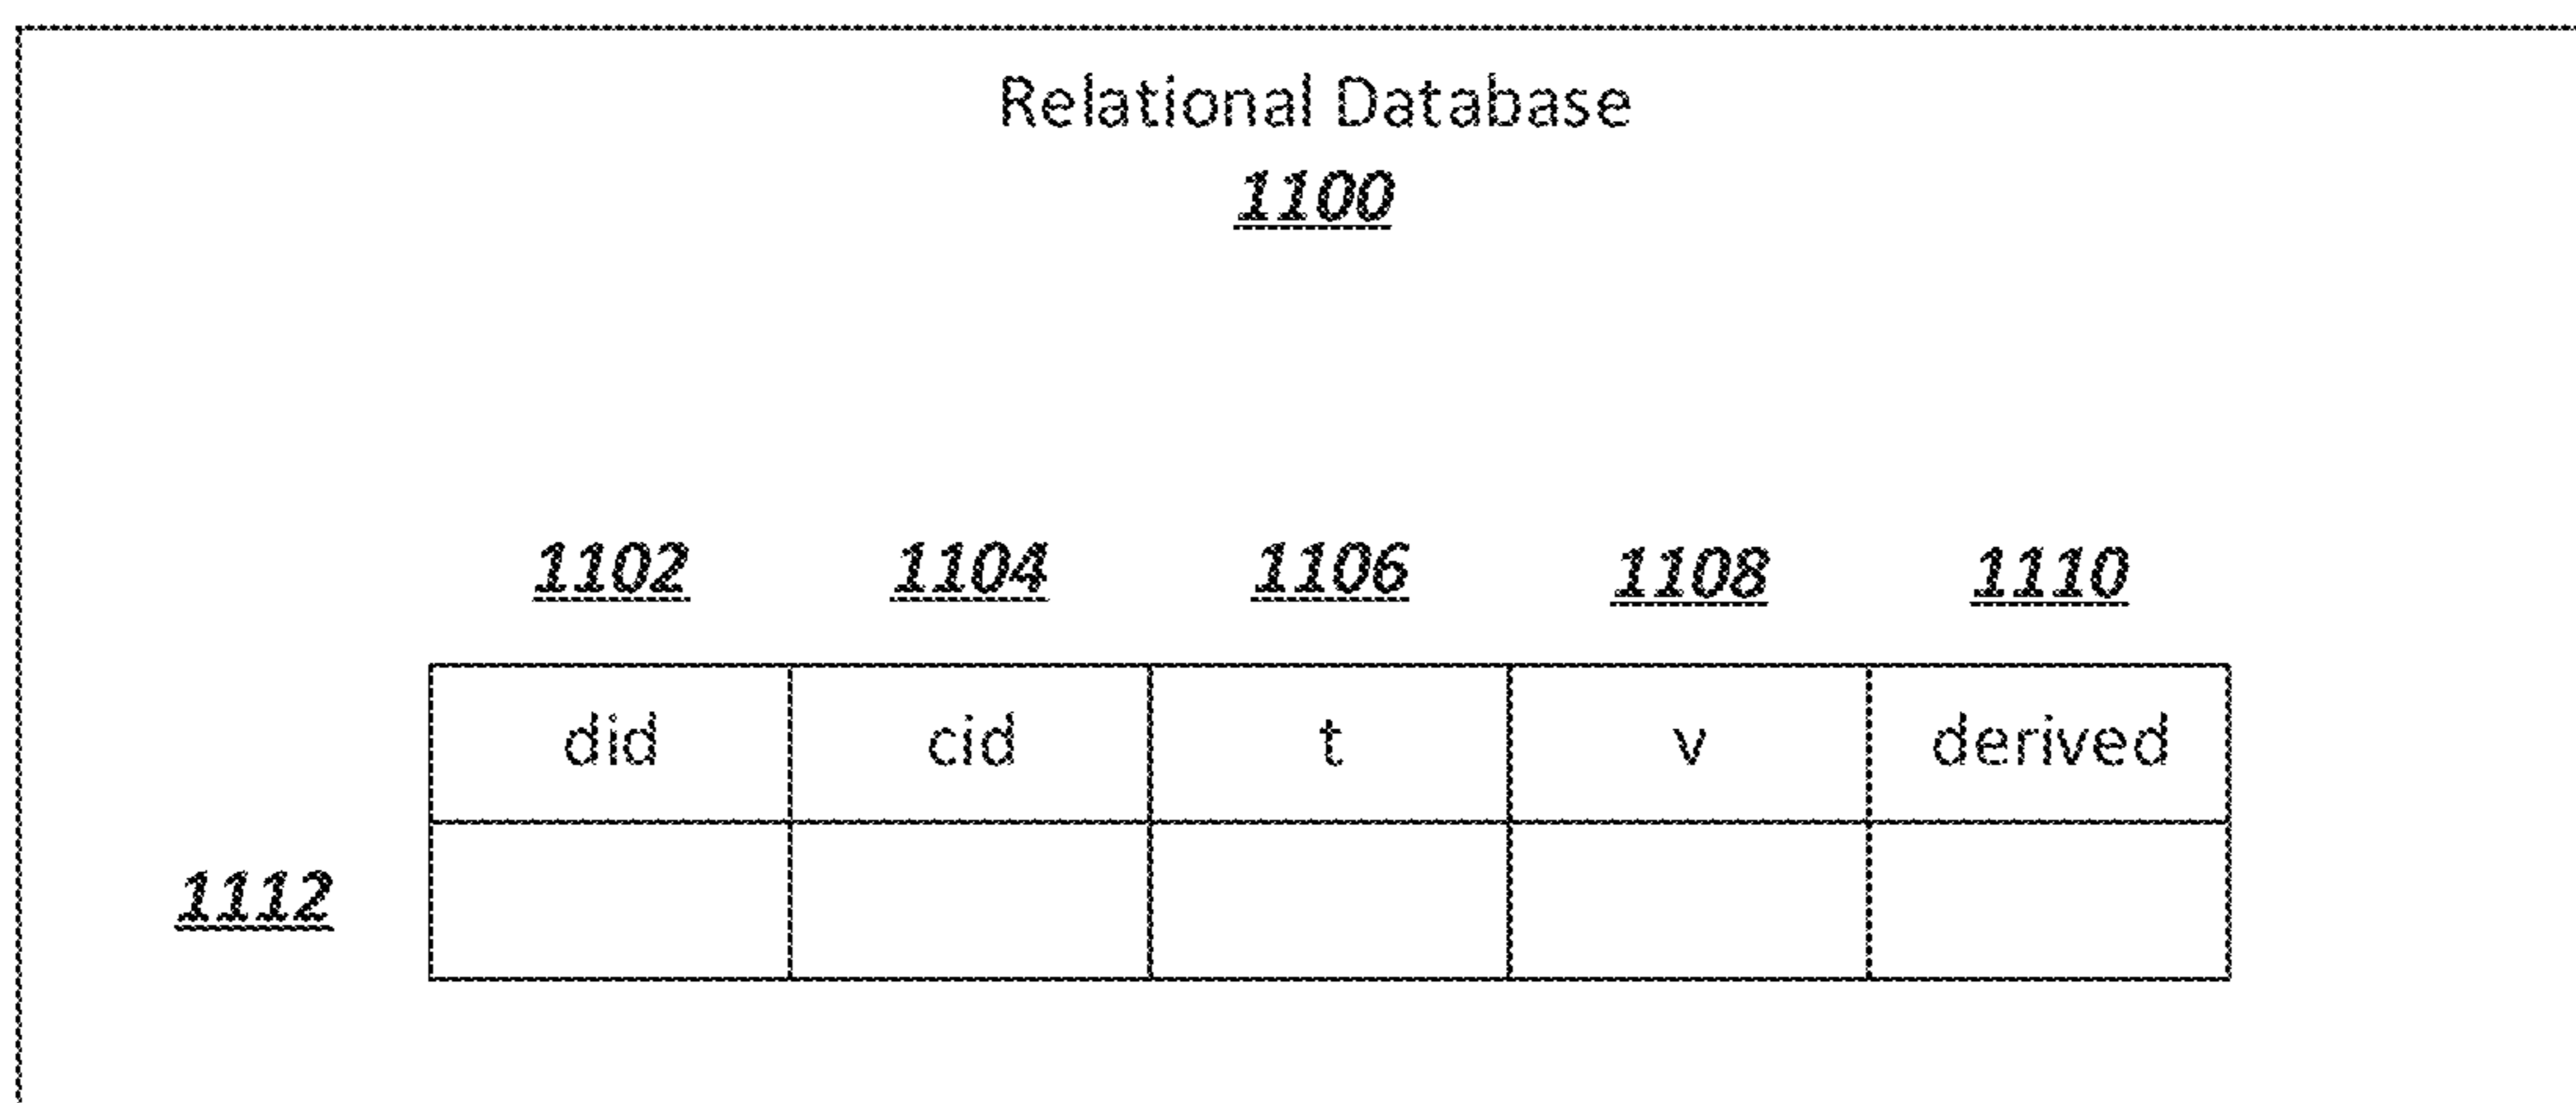 Relational Database
1100
1102 1104 1106 1108 1110
did cid t v derived
1112